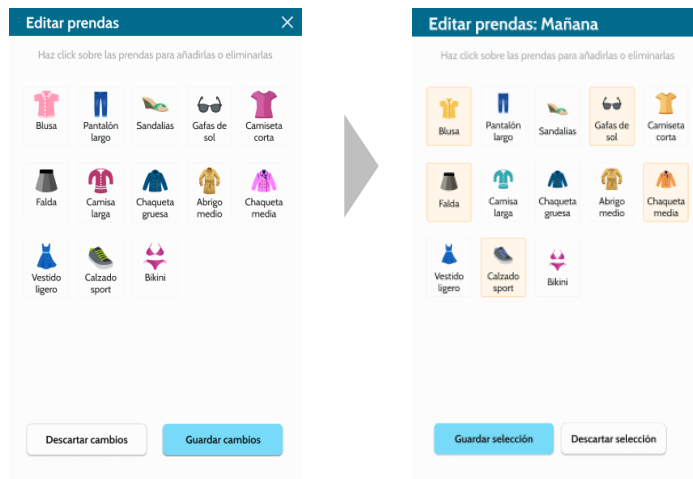 Editar prendas
Haz click sobre las prendas para añadirlas o eliminarlas
Blusa
Pantalón largo
Sandalias
Gafas de sol
Camiseta corta
Falda
Camisa larga
Chaqueta gruesa
Abrigo medio
Chaqueta media
Vestido ligero
Calzado sport
Bikini
Descartar cambios
Guardar cambios
Editar prendas: Mañana
Haz click sobre las prendas para añadirlas o eliminarlas
Blusa
Pantalón largo
Sandalias
Gafas de sol
Camiseta corta
Falda
Camisa larga
Chaqueta gruesa
Abrigo medio
Chaqueta media
Vestido ligero
Calzado sport
Bikini
Guardar selección
Descartar selección